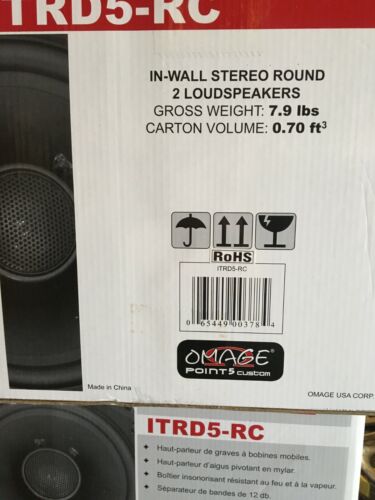 ITRD5-RC
IN-WALL STEREO ROUND
2 LOUDSPEAKERS
GROSS WEIGHT: 7.9 lbs
CARTON VOLUME: 0.70 ft³
RoHS
ITRD5-RC
0 65449 00378 4
OMAGE
POINT5 custom
Made in China
OMAGE USA CORP.
ITRD5-RC
Haut-parleur de graves à bobines mobiles.
Haut-parleur d'aigus pivotant en mylar.
Boîtier insonorisant résistant au feu et à la vapeur.
Séparateur de bandes de 12 db.